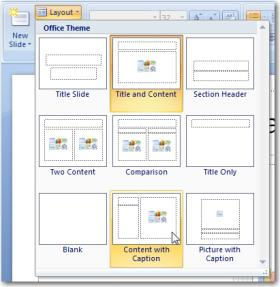 Layout
32
New
Slide
Office Theme
Title Slide
Title and Content
Section Header
Two Content
Comparison
Title Only
Blank
Content with
Caption
Picture with
Caption